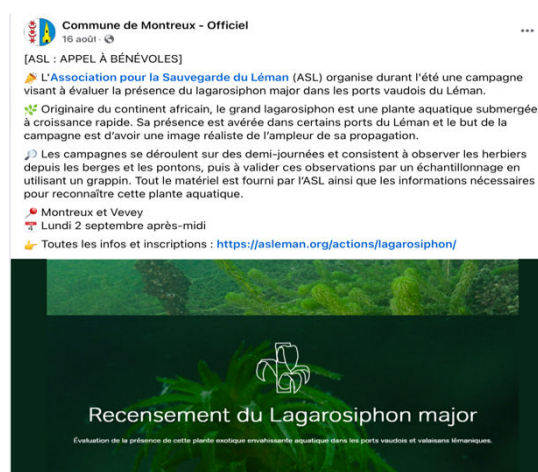 Commune de Montreux - Officiel
16 août ·
[ASL : APPEL À BÉNÉVOLES]
🎉 L'Association pour la Sauvegarde du Léman (ASL) organise durant l'été une campagne
visant à évaluer la présence du lagarosiphon major dans les ports vaudois du Léman.
🌿 Originaire du continent africain, le grand lagarosiphon est une plante aquatique submergée
à croissance rapide. Sa présence est avérée dans certains ports du Léman et le but de la
campagne est d'avoir une image réaliste de l'ampleur de sa propagation.
🔎 Les campagnes se déroulent sur des demi-journées et consistent à observer les herbiers
depuis les berges et les pontons, puis à valider ces observations par un échantillonnage en
utilisant un grappin. Tout le matériel est fourni par l'ASL ainsi que les informations nécessaires
pour reconnaître cette plante aquatique.
📍 Montreux et Vevey
📅 Lundi 2 septembre après-midi
👉 Toutes les infos et inscriptions : https://asleman.org/actions/lagarosiphon/
Recensement du Lagarosiphon major
Évaluation de la présence de cette plante exotique envahissante aquatique dans les ports vaudois et valaisans lémaniques.